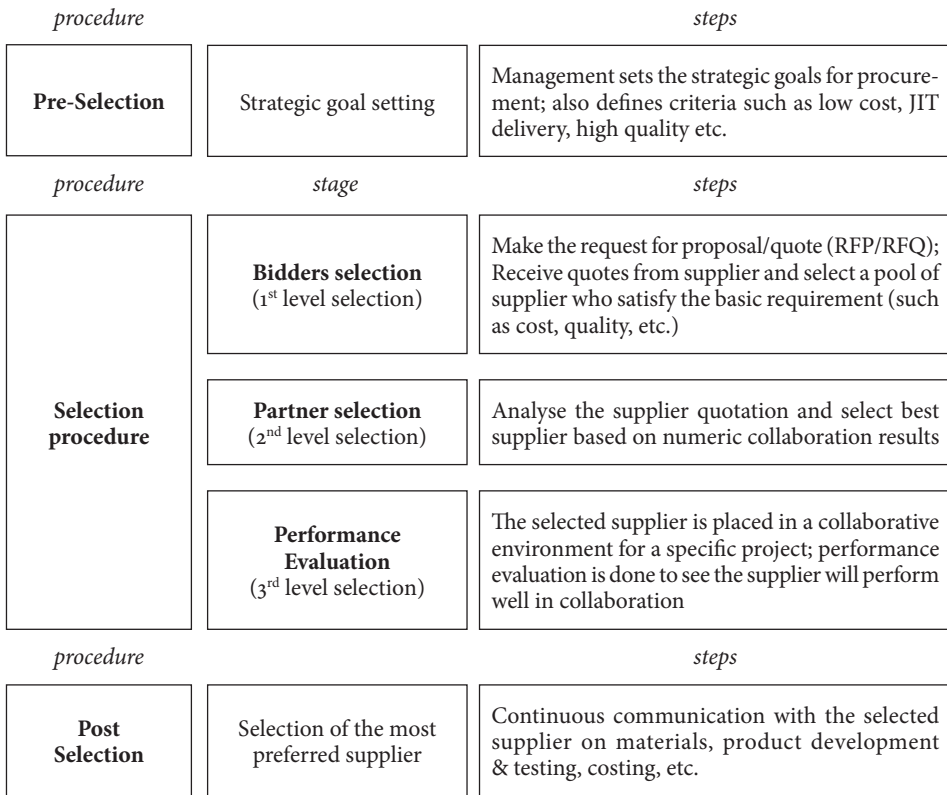 procedure
steps
Pre-Selection
Strategic goal setting
Management sets the strategic goals for procure-
ment; also defines criteria such as low cost, JIT
delivery, high quality etc.
procedure
stage
steps
Selection
procedure
Bidders selection
(1st level selection)
Make the request for proposal/quote (RFP/RFQ);
Receive quotes from supplier and select a pool of
supplier who satisfy the basic requirement (such
as cost, quality, etc.)
Partner selection
(2nd level selection)
Analyse the supplier quotation and select best
supplier based on numeric collaboration results
Performance
Evaluation
(3rd level selection)
The selected supplier is placed in a collaborative
environment for a specific project; performance
evaluation is done to see the supplier will perform
well in collaboration
procedure
steps
Post
Selection
Selection of the most
preferred supplier
Continuous communication with the selected
supplier on materials, product development
& testing, costing, etc.